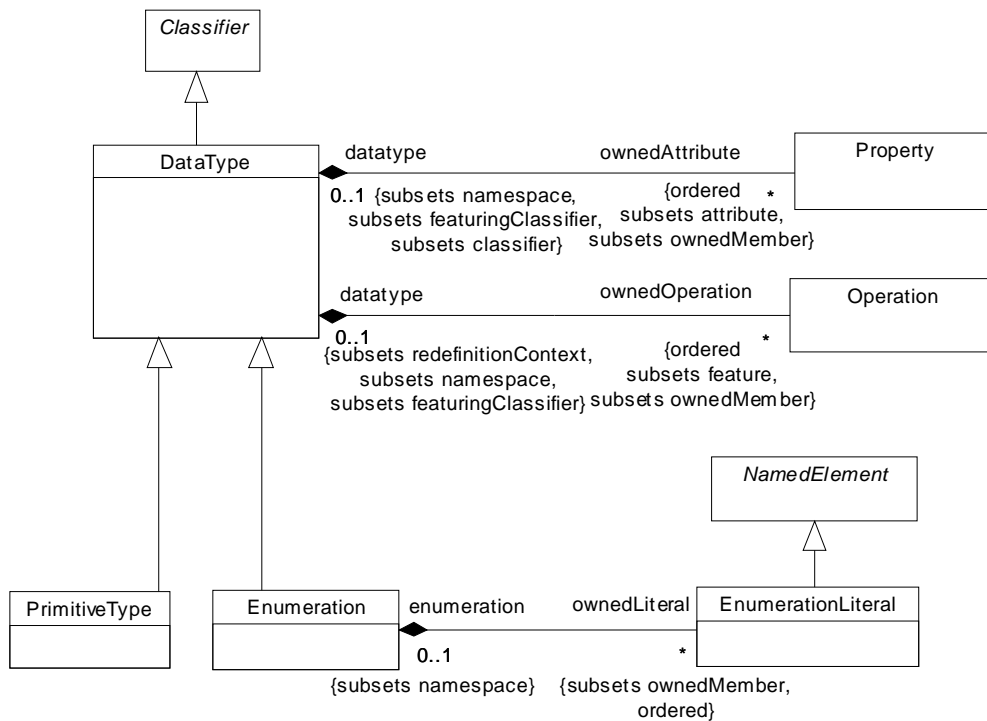 Classifier
DataType
datatype
ownedAttribute
Property
0..1 {subsets namespace,
subsets featuringClassifier,
subsets classifier}
{ordered *
subsets attribute,
subsets ownedMember}
datatype
ownedOperation
Operation
0..1
{subsets redefinitionContext,
subsets namespace,
subsets featuringClassifier}
{ordered *
subsets feature,
subsets ownedMember}
NamedElement
PrimitiveType
Enumeration
enumeration
ownedLiteral
EnumerationLiteral
0..1
*
{subsets namespace}
{subsets ownedMember,
ordered}